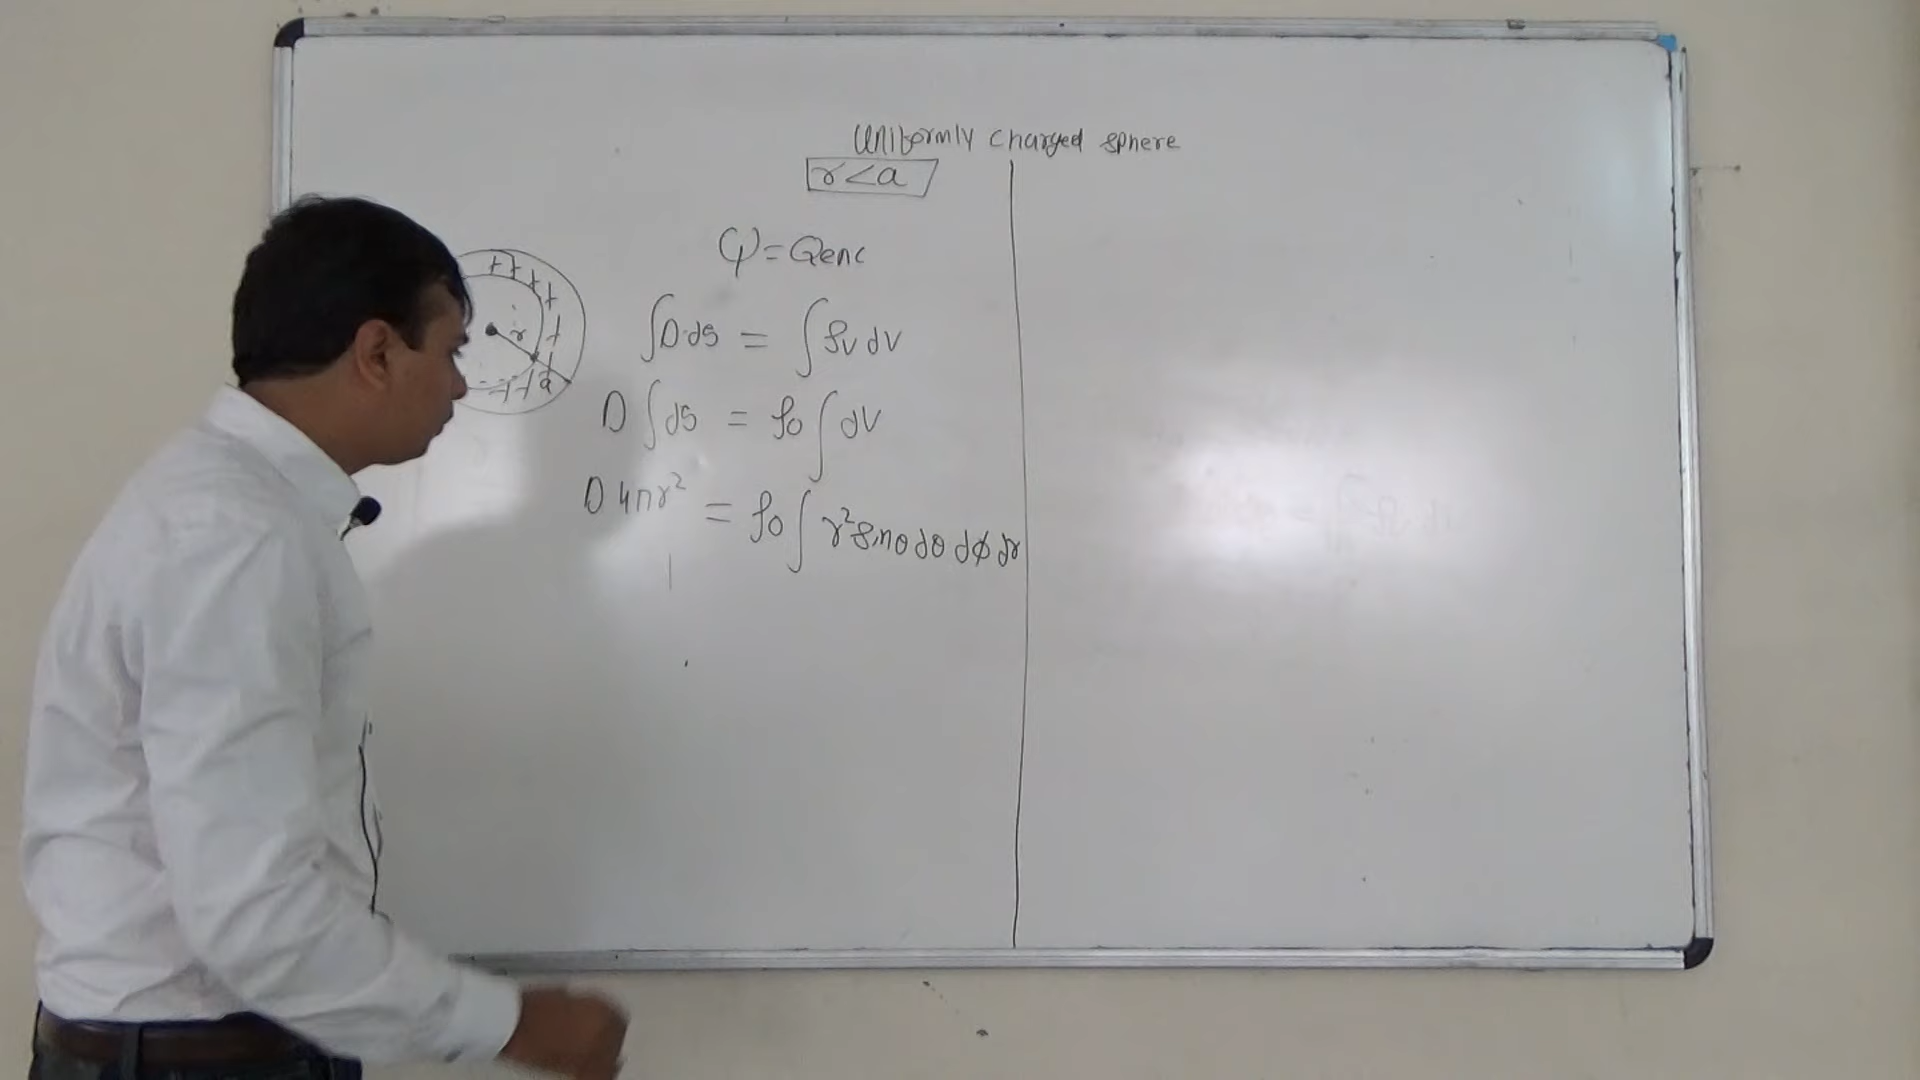 Uniformly charged sphere
r<a
ψ = Qenc
∫D·ds = ∫ρv dv
D ∫ds = ρ0 ∫dv
D 4πr² = ρ0 ∫ r² sinθ dθ dφ dr
+ + + +
r
+
+ + + a